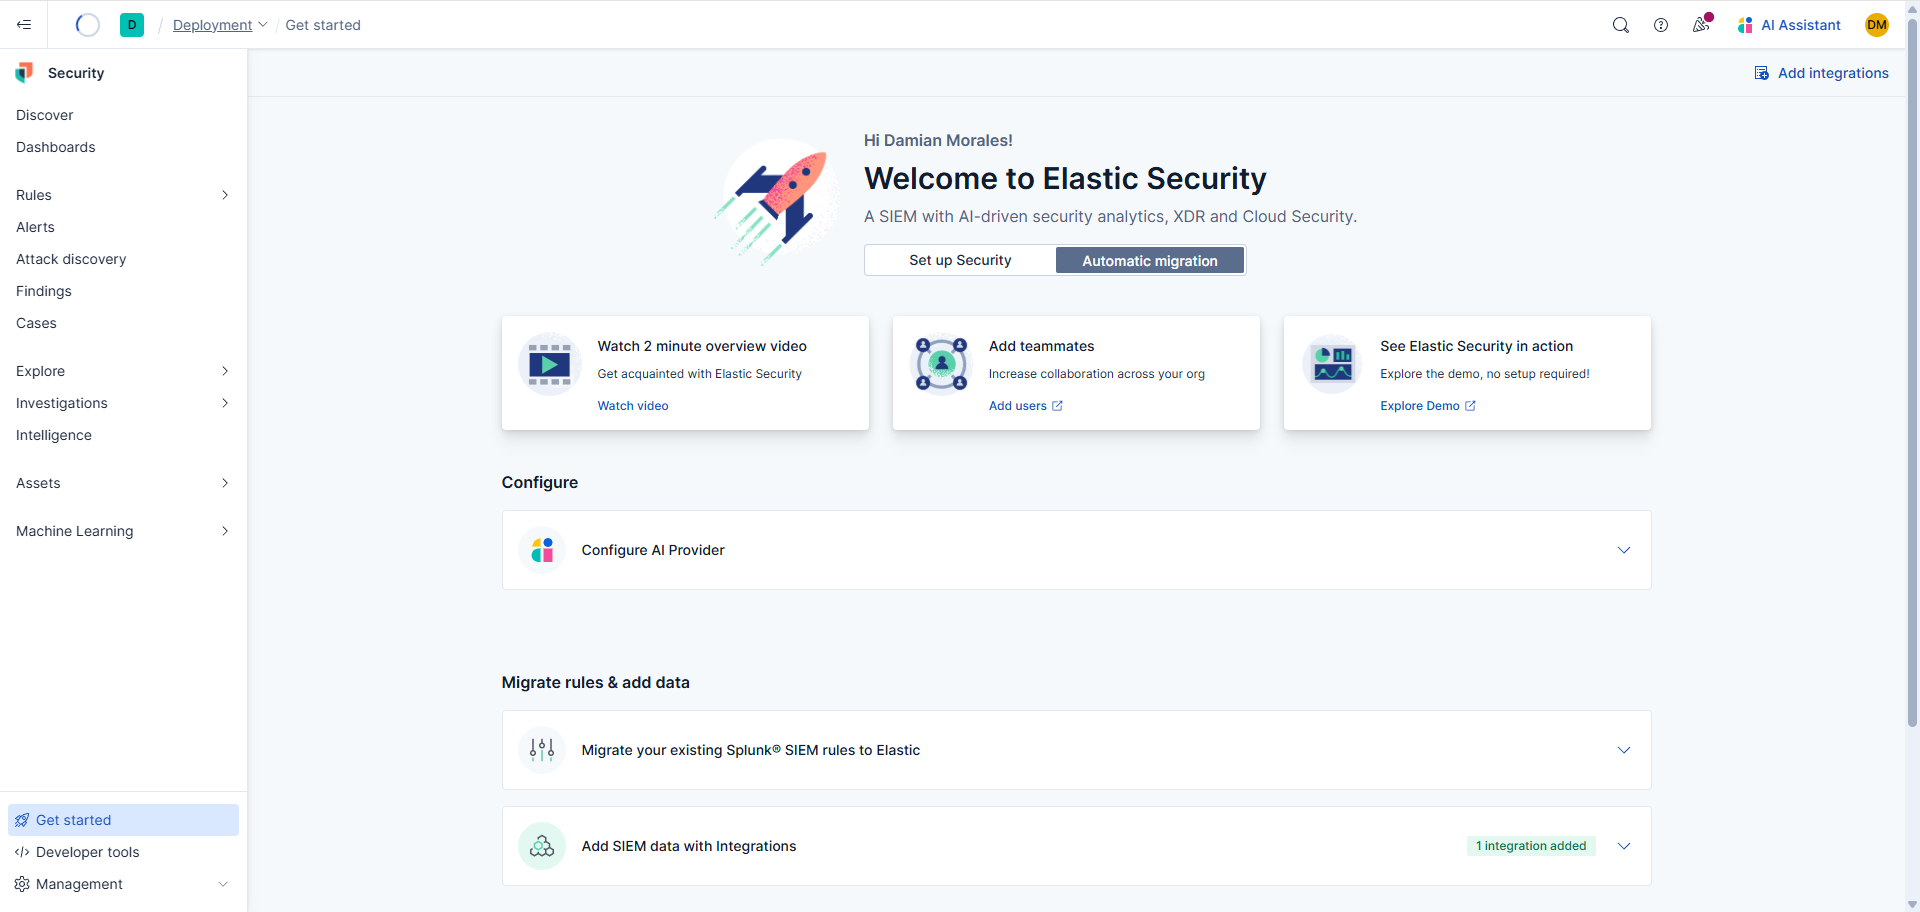 D
Deployment
Get started
AI Assistant
DM
Security
Add integrations
Discover
Dashboards
Rules
Alerts
Attack discovery
Findings
Cases
Explore
Investigations
Intelligence
Assets
Machine Learning
Get started
Developer tools
Management
Hi Damian Morales!
Welcome to Elastic Security
A SIEM with AI-driven security analytics, XDR and Cloud Security.
Set up Security
Automatic migration
Watch 2 minute overview video
Get acquainted with Elastic Security
Watch video
Add teammates
Increase collaboration across your org
Add users
See Elastic Security in action
Explore the demo, no setup required!
Explore Demo
Configure
Configure AI Provider
Migrate rules & add data
Migrate your existing Splunk® SIEM rules to Elastic
Add SIEM data with Integrations
1 integration added